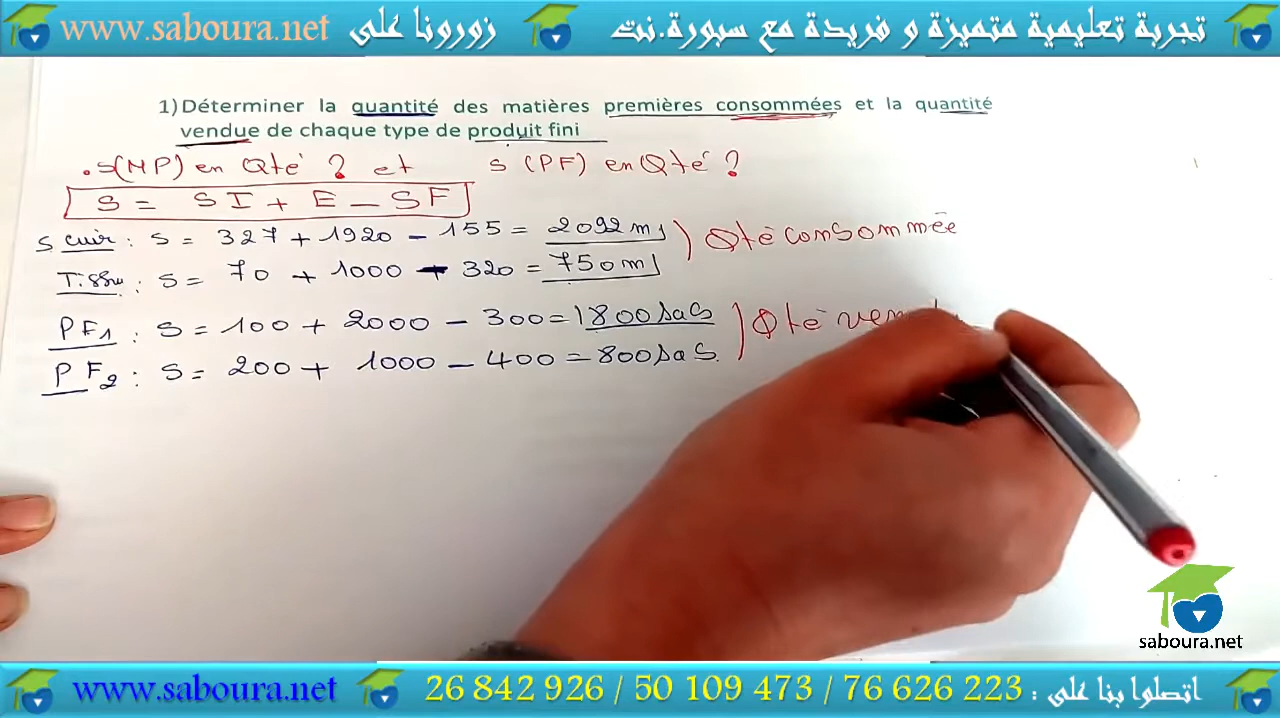 www.saboura.net زورونا على تجربة تعليمية متميزة و فريدة مع سبورة.نت
1) Déterminer la quantité des matières premières consommées et la quantité
vendue de chaque type de produit fini
. S(MP) en Qté ? et S (PF) en Qté ?
S = SI + E - SF
S cuir : S = 327 + 1920 - 155 = 2092 m ) Qté consommée
Tissu : S = 70 + 1000 - 320 = 750 m
PF1 : S = 100 + 2000 - 300 = 1800 sacs ) Qté
PF2 : S = 200 + 1000 - 400 = 800 sacs.
saboura.net
www.saboura.net 26 842 926 / 50 109 473 / 76 626 223 : اتصلوا بنا على